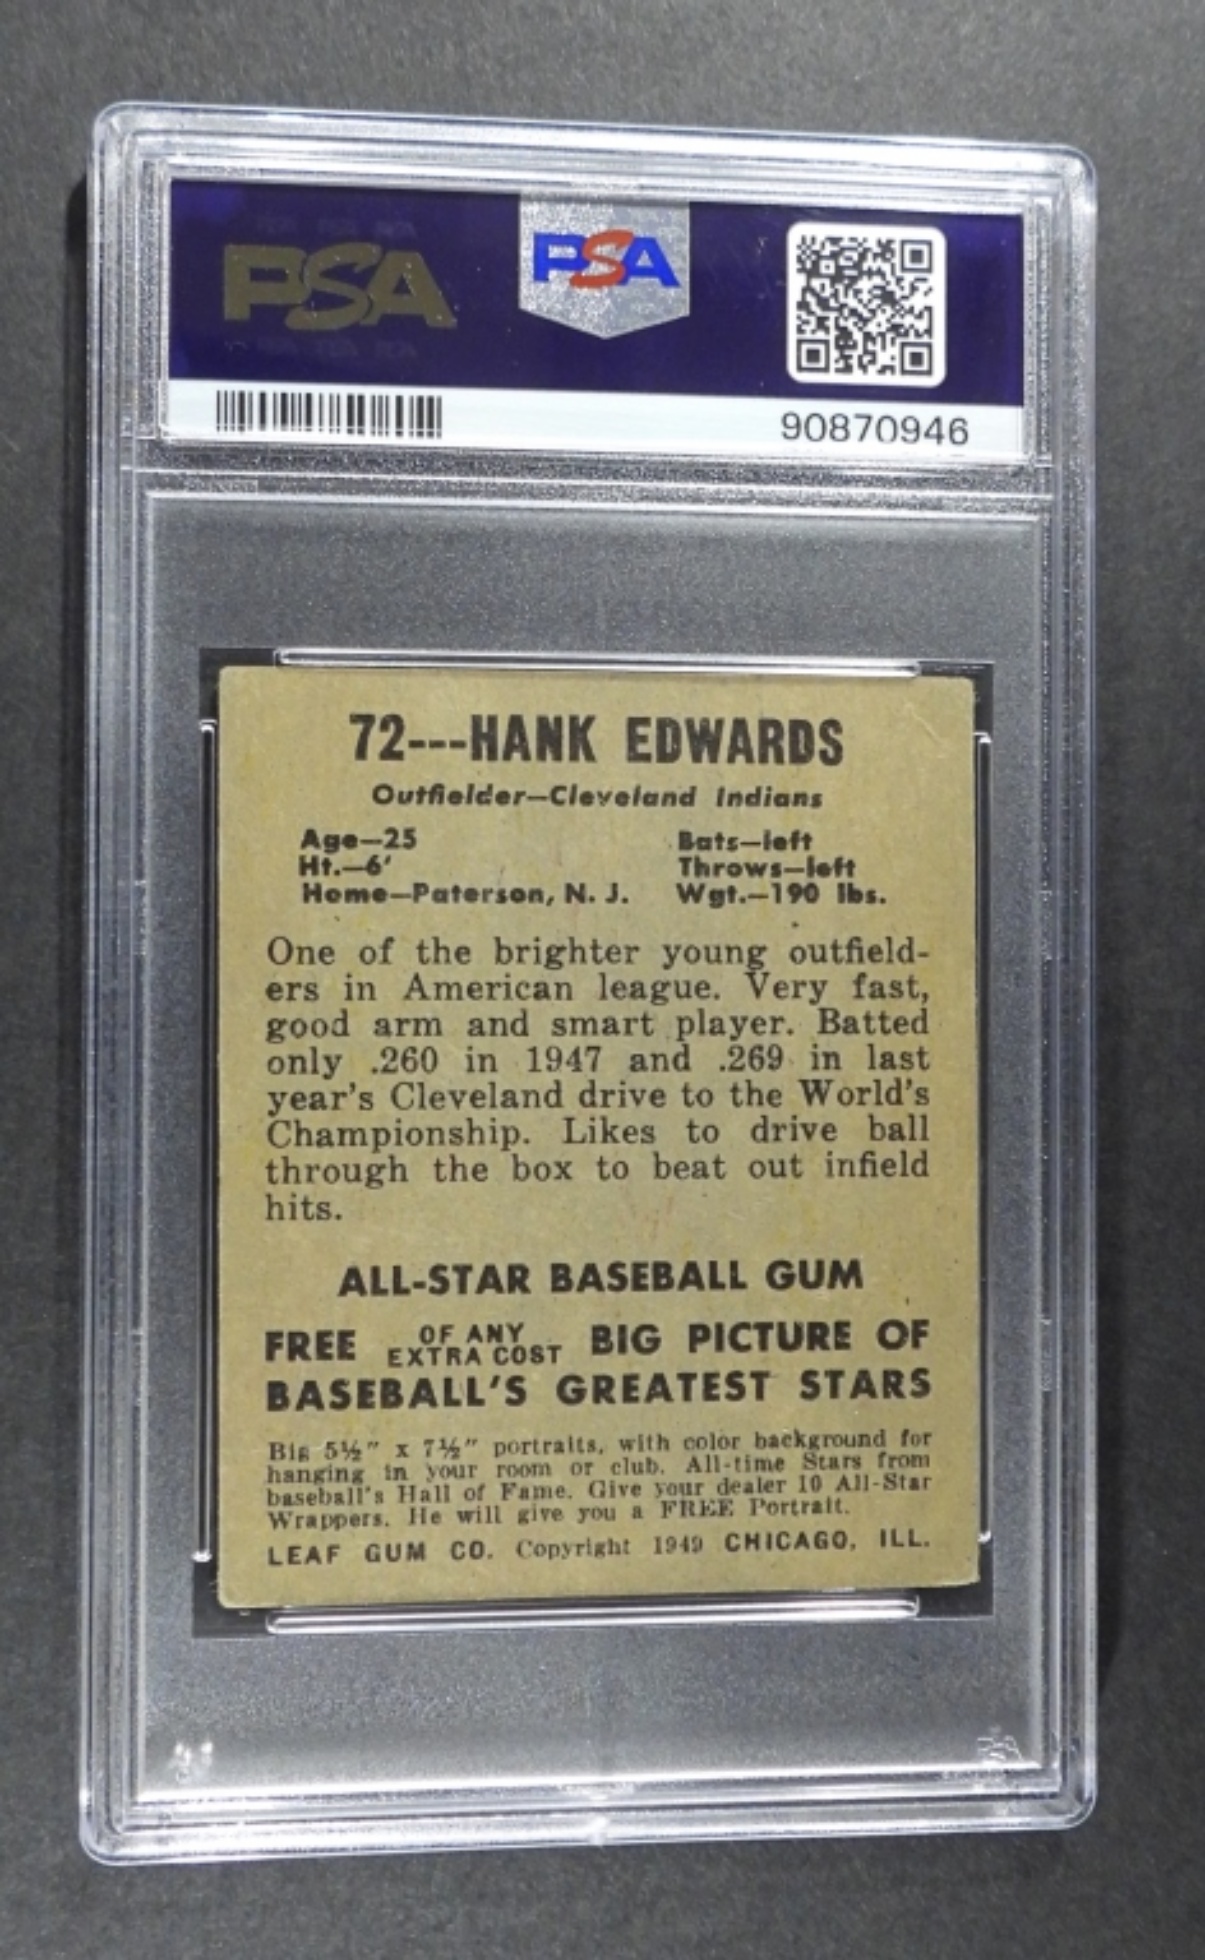 PSA
PSA
90870946
72---HANK EDWARDS
Outfielder—Cleveland Indians
Age—25 Bats—left
Ht.—6' Throws—left
Home—Paterson, N. J. Wgt.—190 lbs.
One of the brighter young outfield-
ers in American league. Very fast,
good arm and smart player. Batted
only .260 in 1947 and .269 in last
year's Cleveland drive to the World's
Championship. Likes to drive ball
through the box to beat out infield
hits.
ALL-STAR BASEBALL GUM
FREE OF ANY EXTRA COST BIG PICTURE OF
BASEBALL'S GREATEST STARS
Big 5½" x 7½" portraits, with color background for
hanging in your room or club. All-time Stars from
baseball's Hall of Fame. Give your dealer 10 All-Star
Wrappers. He will give you a FREE Portrait.
LEAF GUM CO. Copyright 1949 CHICAGO, ILL.
PSA